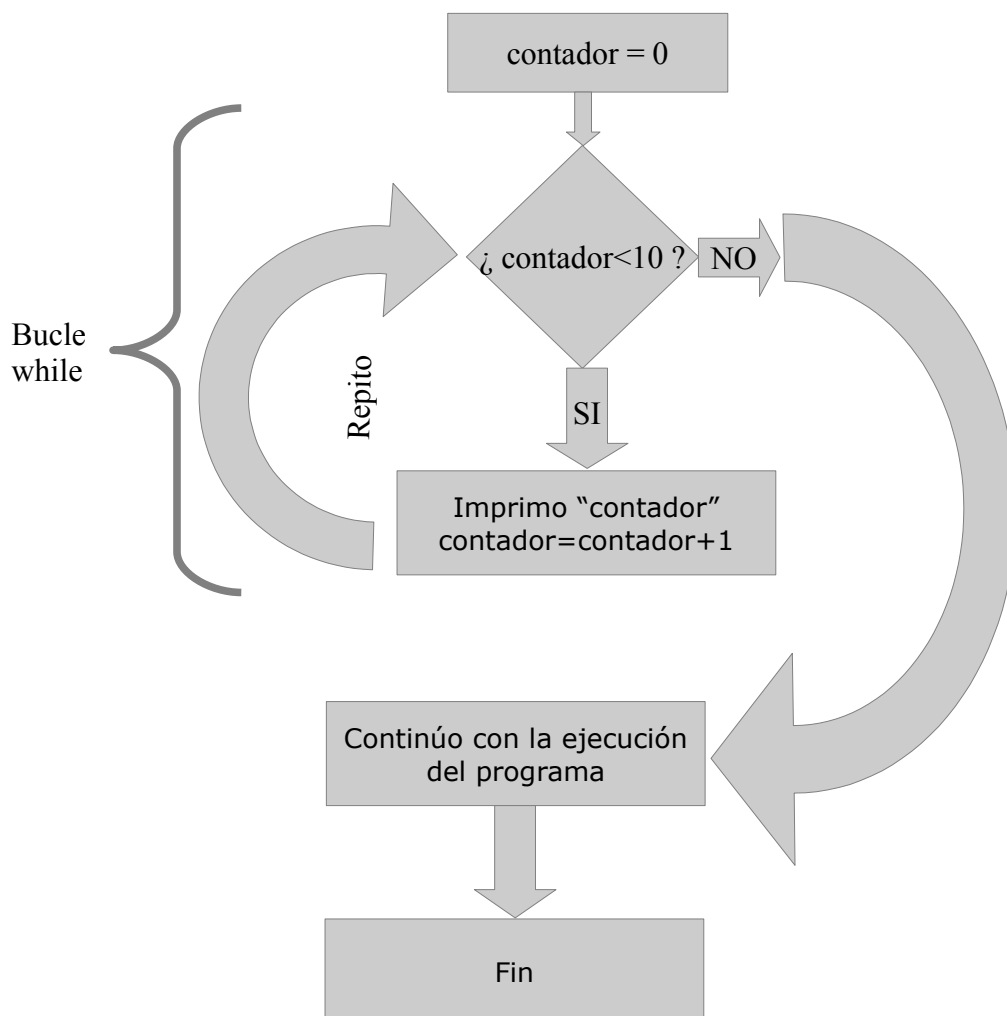 contador = 0
¿ contador<10 ?
NO
Bucle
while
Repito
SI
Imprimo “contador”
contador=contador+1
Continúo con la ejecución
del programa
Fin